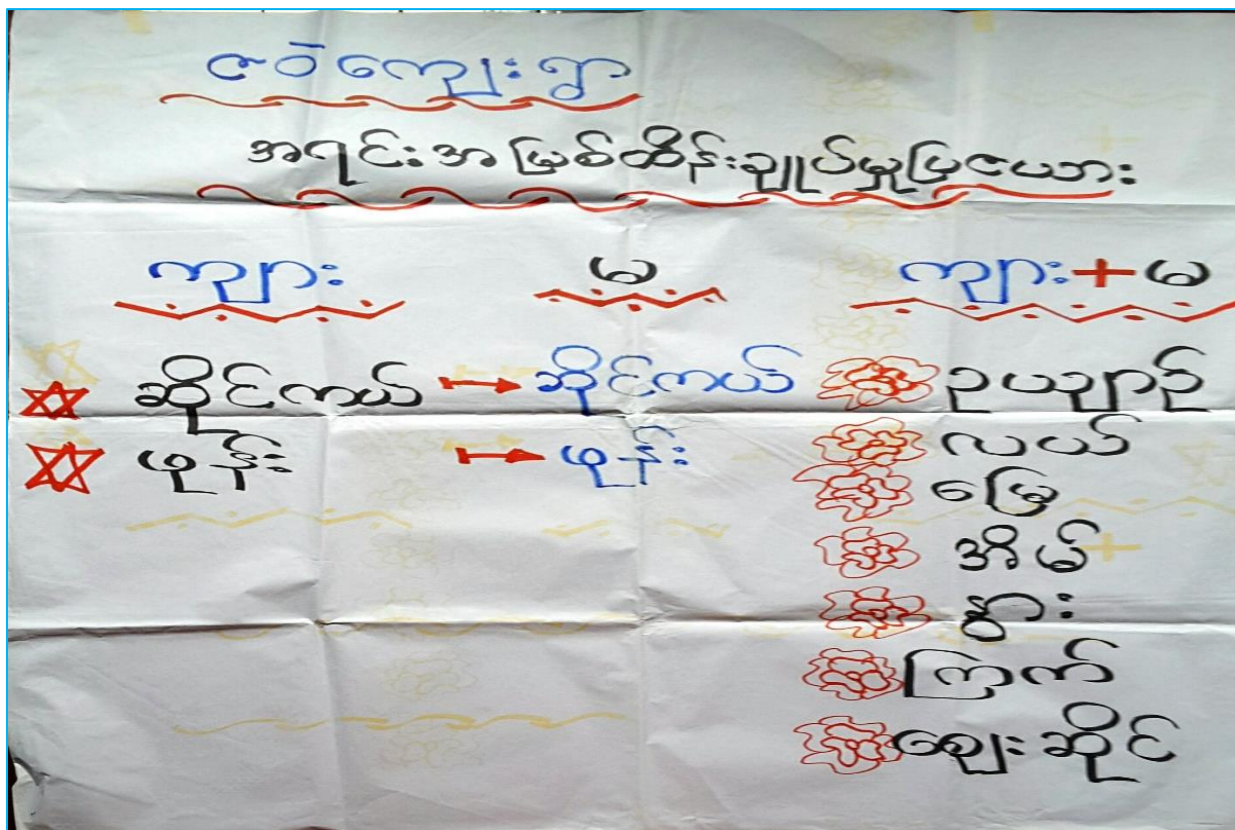 ဇဝံကျေးရွာ
အရင်းအမြစ်ထိန်းချုပ်မှုပြဇယား
ကျား မ ကျား+မ
ဆိုင်ကယ် ဆိုင်ကယ် ဥယျာဉ်
ဖုန်း ဖုန်း လယ်
မြေ
အိမ်
နွား
ကြက်
ဈေးဆိုင်